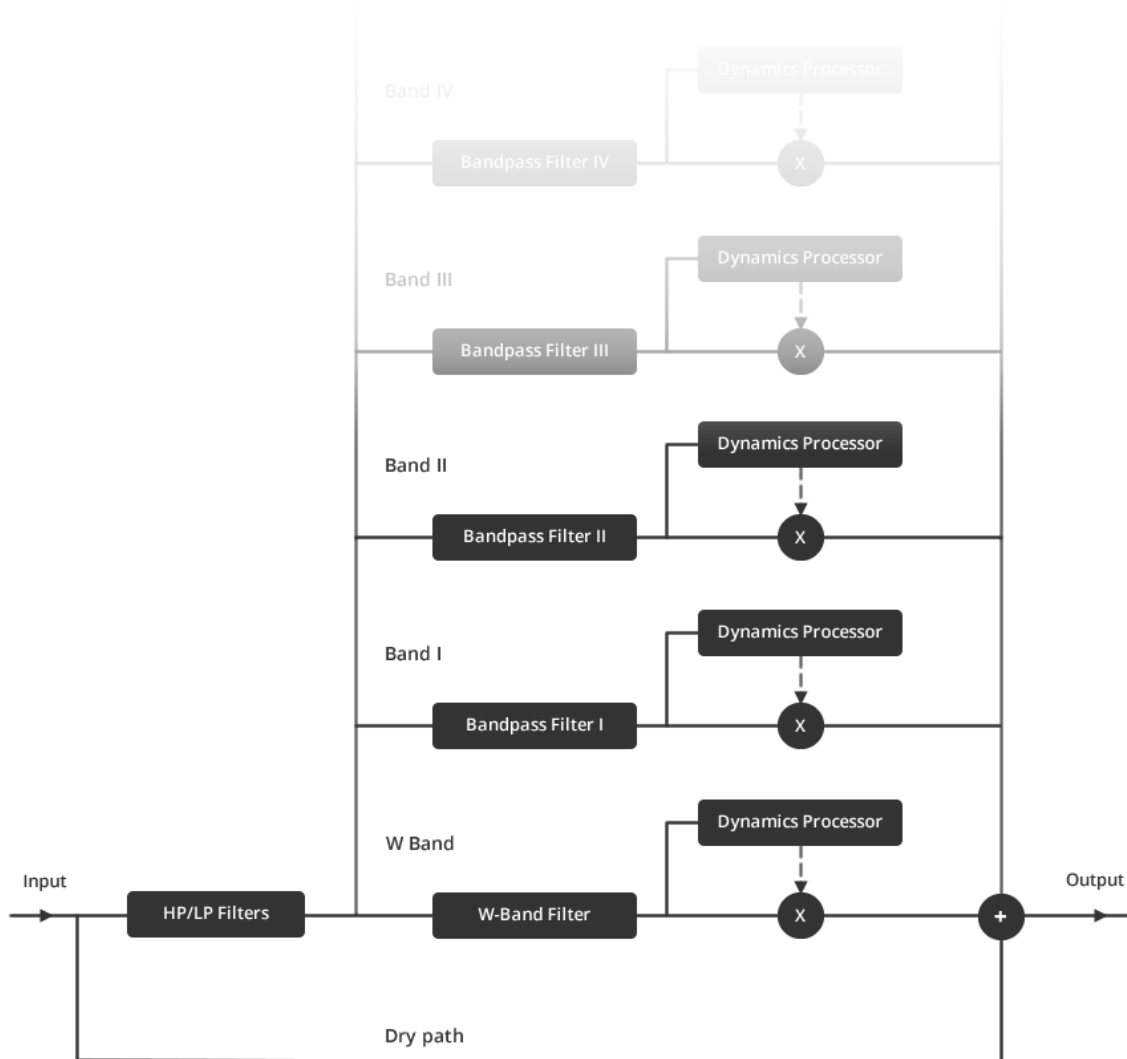 Dynamics Processor
Band IV
Bandpass Filter IV
X
Dynamics Processor
Band III
Bandpass Filter III
X
Dynamics Processor
Band II
Bandpass Filter II
X
Dynamics Processor
Band I
Bandpass Filter I
X
Dynamics Processor
W Band
Input
Output
HP/LP Filters
W-Band Filter
X
+
Dry path